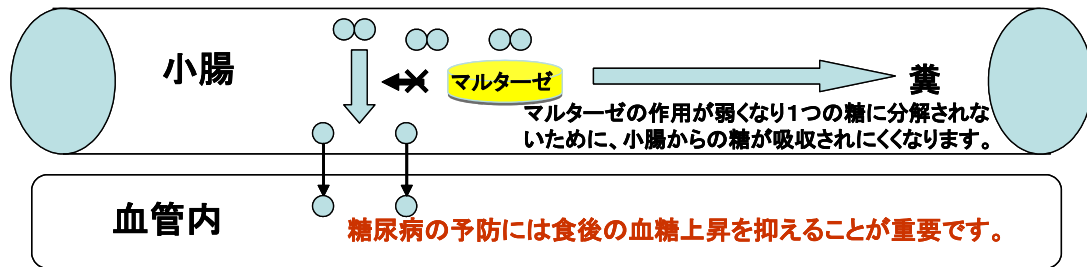 小腸
マルターゼ
糞
マルターゼの作用が弱くなり1つの糖に分解されな
いために、小腸からの糖が吸収されにくくなります。
血管内
糖尿病の予防には食後の血糖上昇を抑えることが重要です。